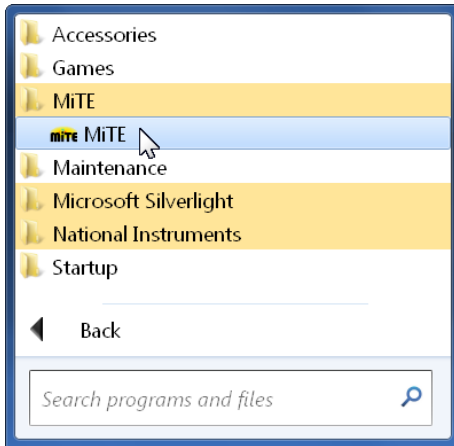 Accessories
Games
MiTE
miTE MiTE
Maintenance
Microsoft Silverlight
National Instruments
Startup
Back
Search programs and files